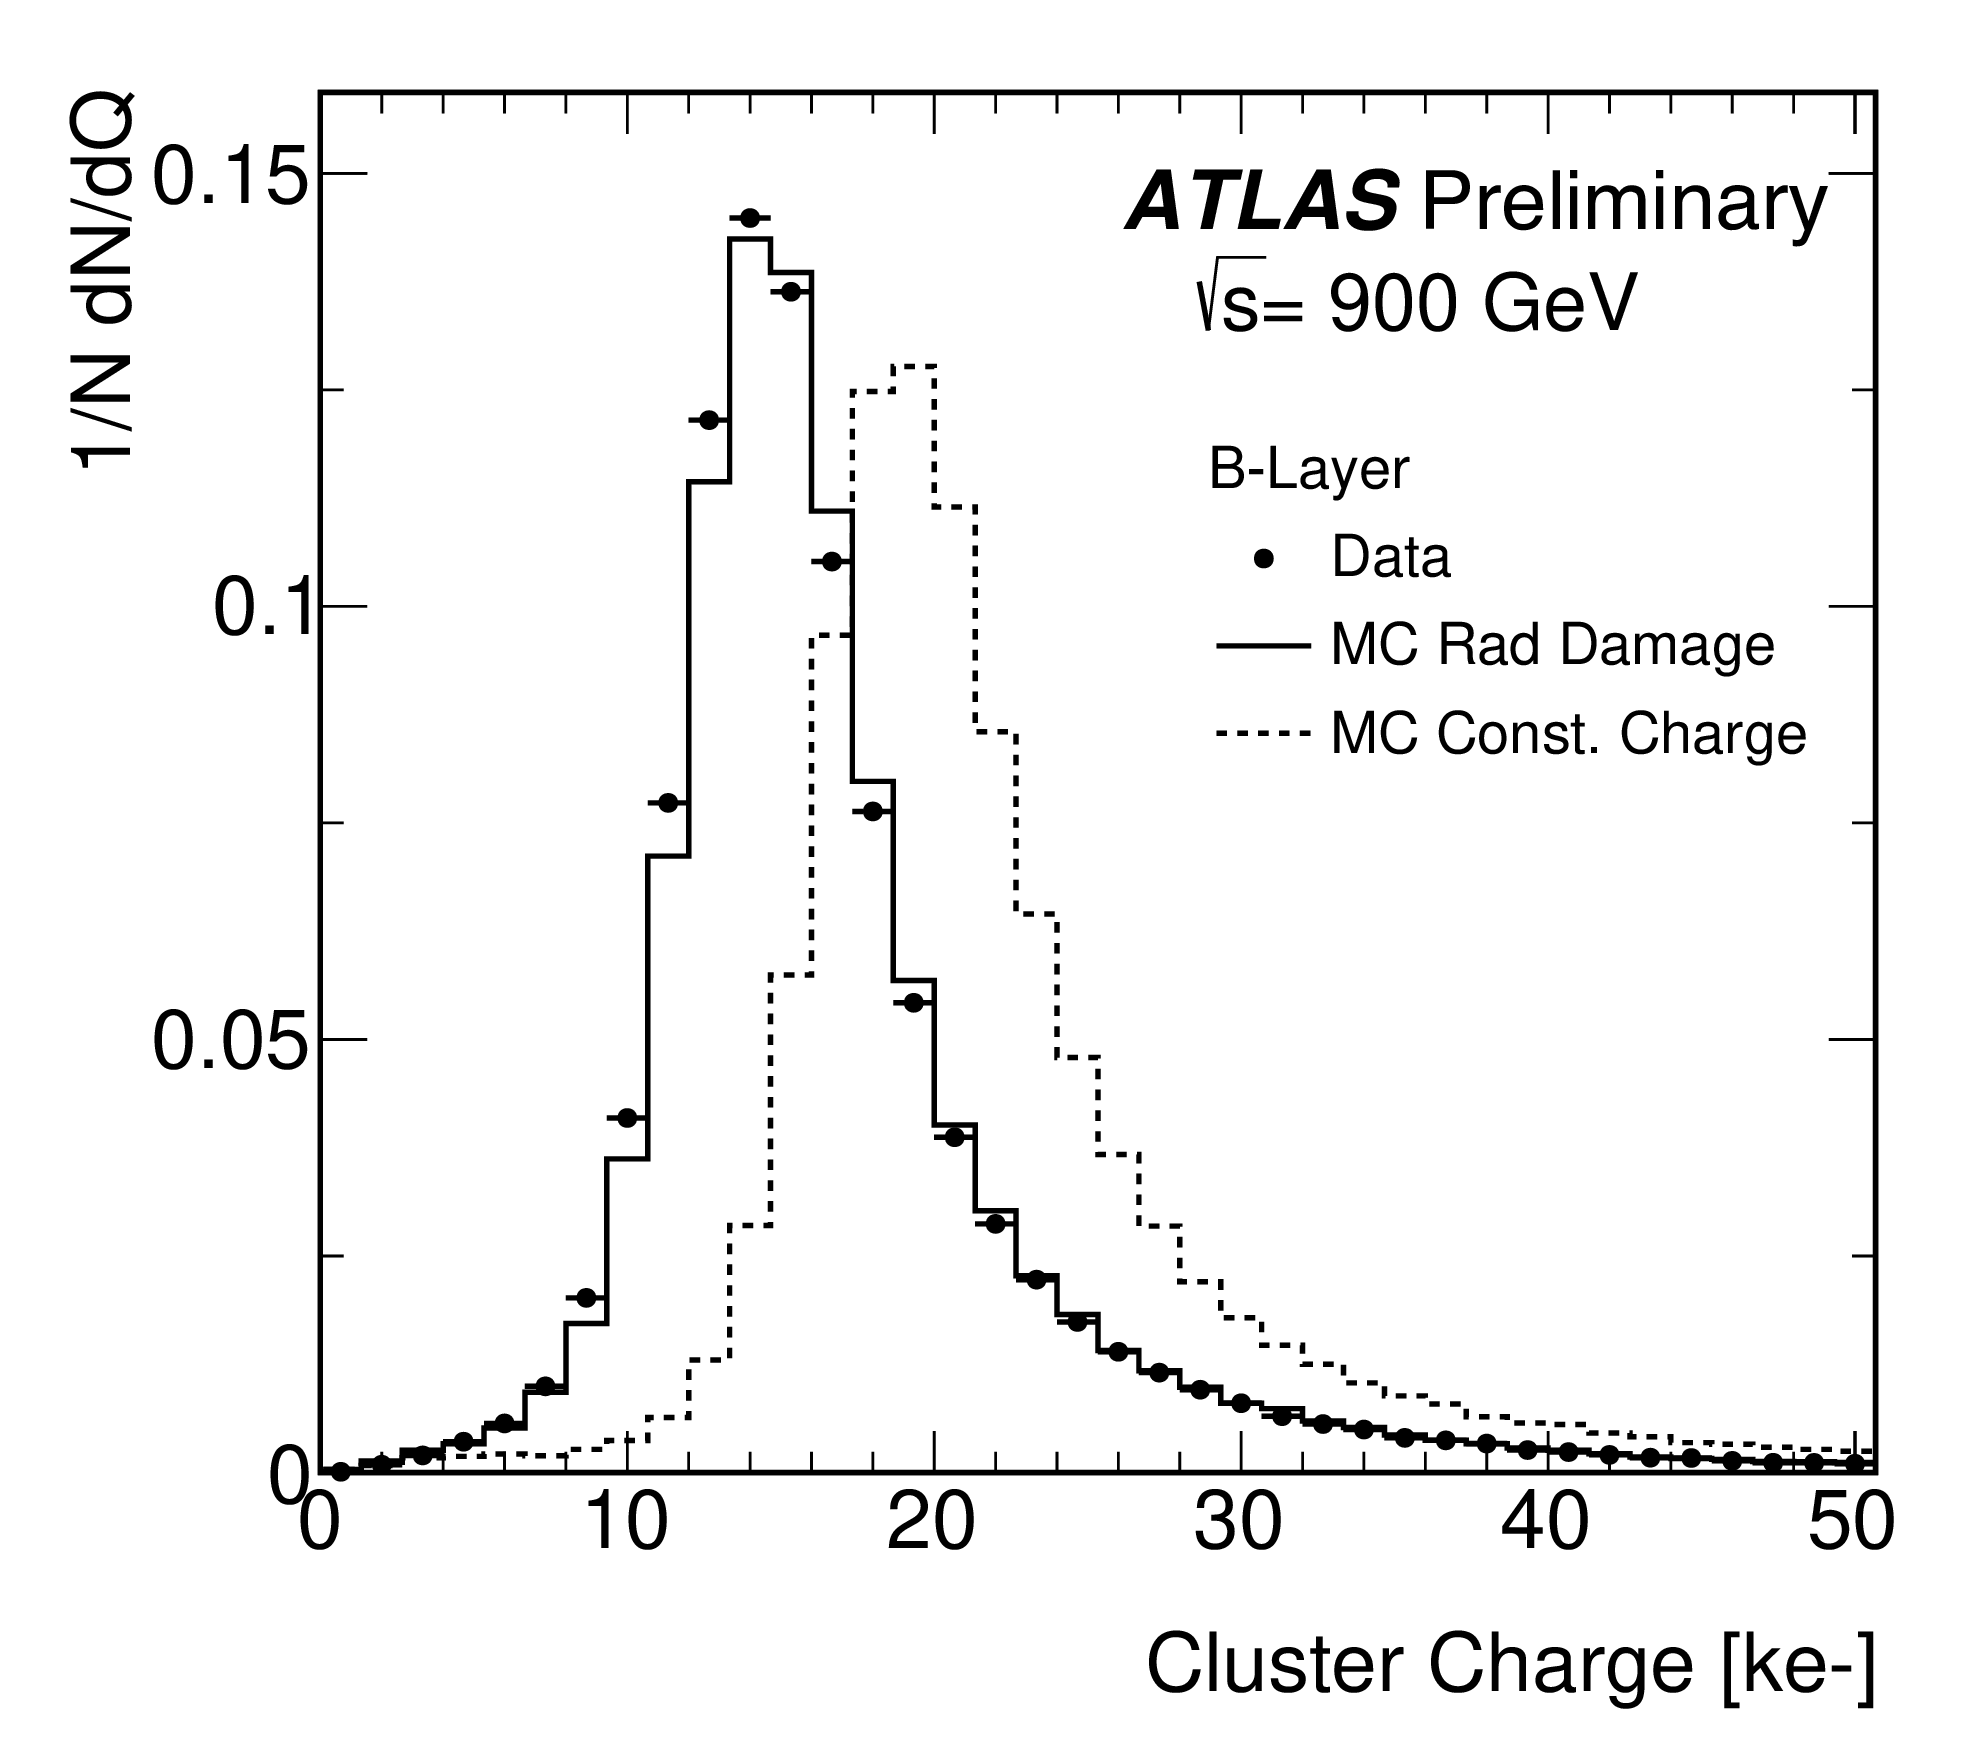 1/N dN/dQ
0.15
0.1
0.05
0
ATLAS Preliminary
√s= 900 GeV
B-Layer
Data
MC Rad Damage
MC Const. Charge
0 10 20 30 40 50
Cluster Charge [ke-]